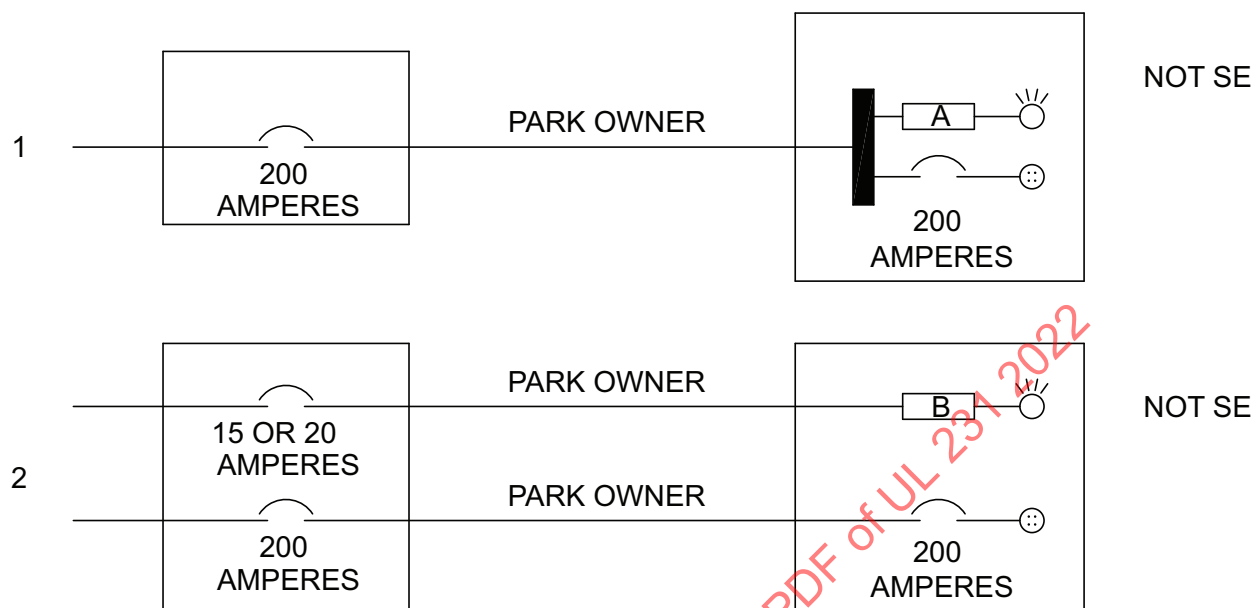 NOT SE
PARK OWNER
A
1
200
AMPERES
200
AMPERES
PARK OWNER
B
NOT SE
15 OR 20
AMPERES
2
PARK OWNER
200
AMPERES
200
AMPERES
PDF of UL 231 2022